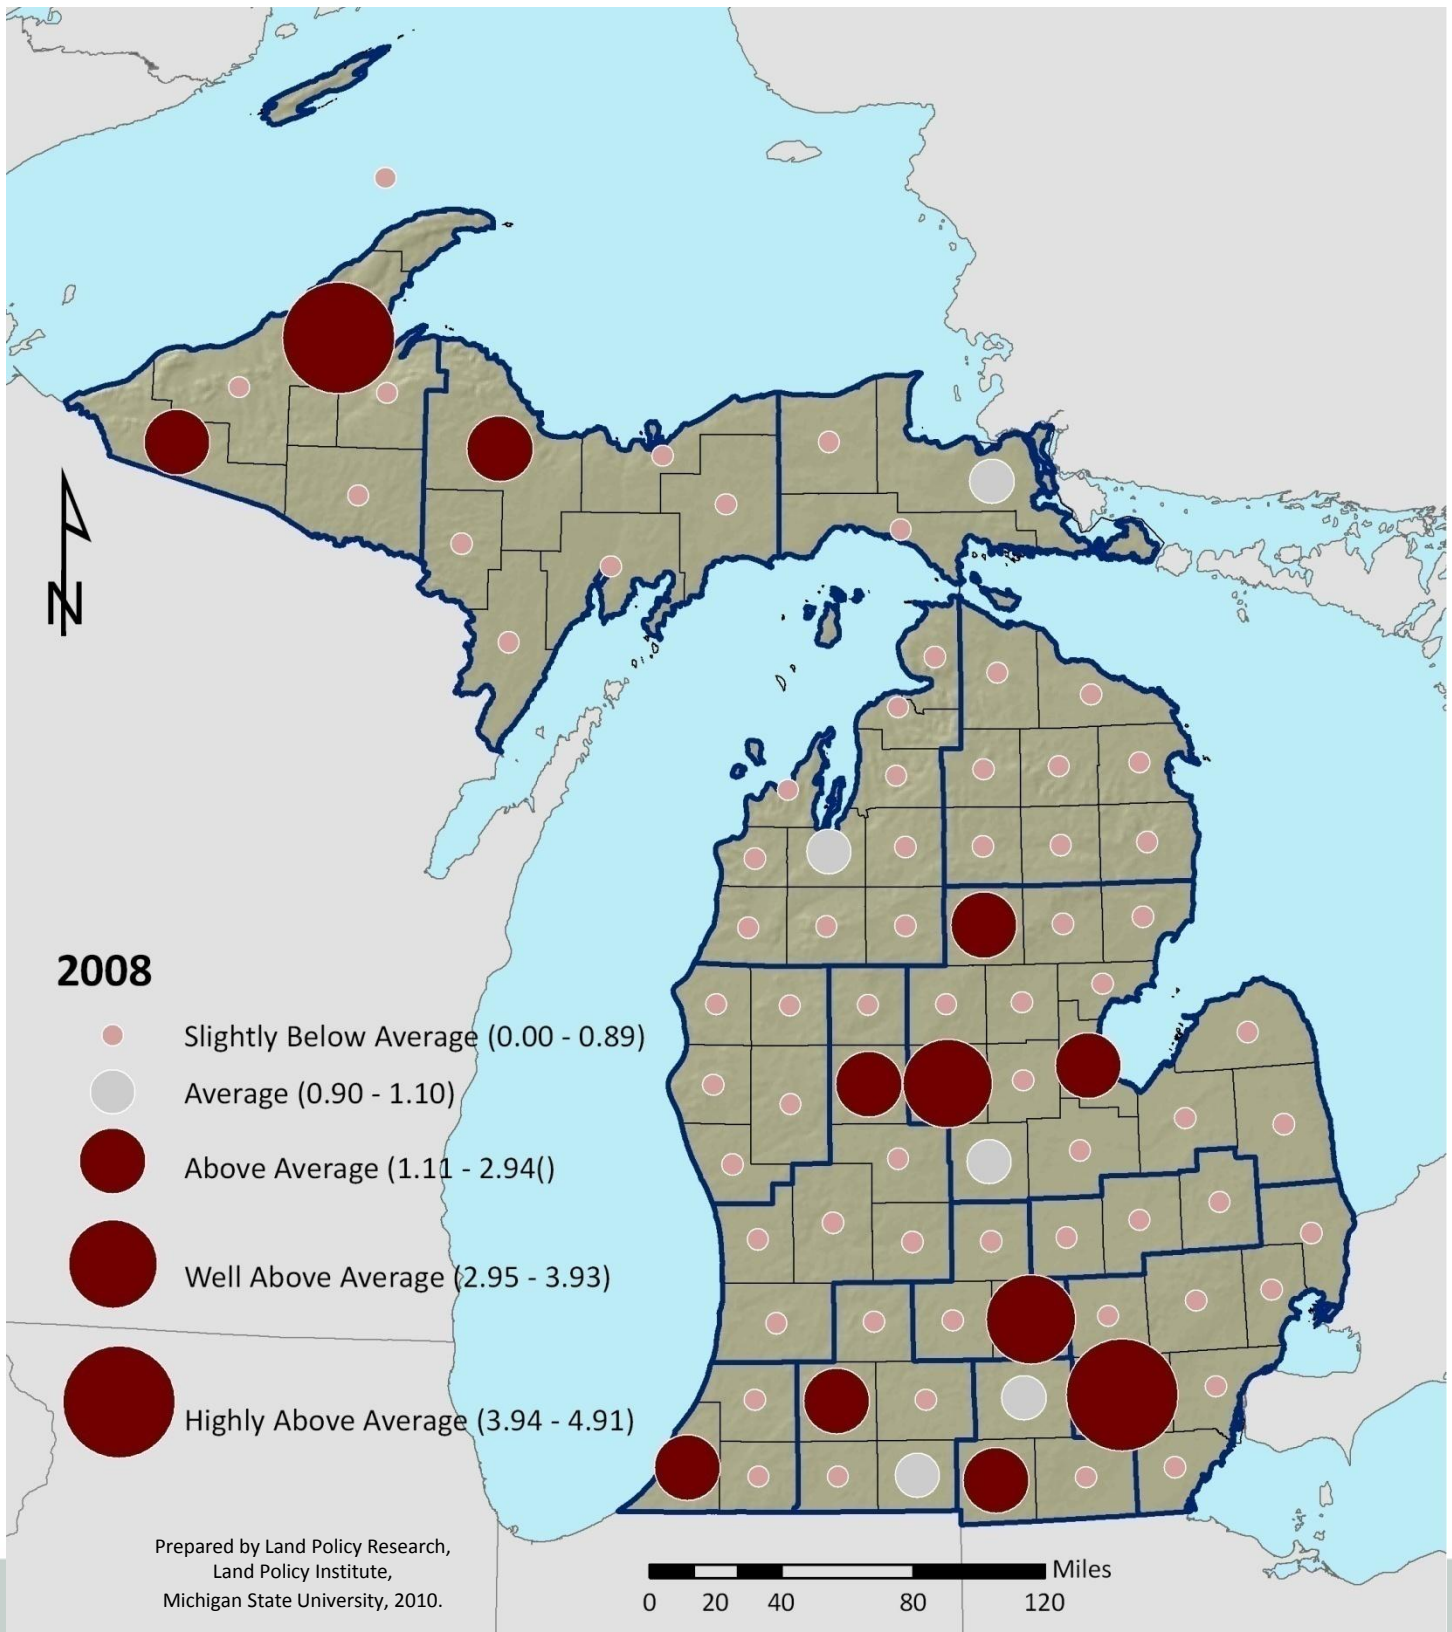 N
2008
Slightly Below Average (0.00 - 0.89)
Average (0.90 - 1.10)
Above Average (1.11 - 2.94()
Well Above Average (2.95 - 3.93)
Highly Above Average (3.94 - 4.91)
Prepared by Land Policy Research,
Land Policy Institute,
Michigan State University, 2010.
Miles
0 20 40 80 120